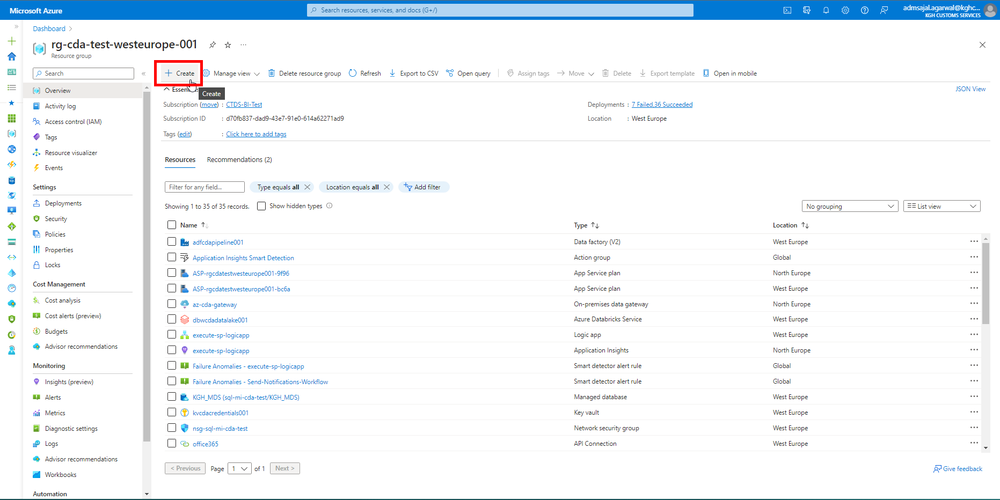 Microsoft Azure
Search resources, services, and docs (G+/)
admsajal.agarwal@kghc...
KGH CUSTOMS SERVICES
Dashboard
rg-cda-test-westeurope-001
Resource group
Search
Create
Manage view
Delete resource group
Refresh
Export to CSV
Open query
Assign tags
Move
Delete
Export template
Open in mobile
Create
Essentials
JSON View
Subscription (move) : CTDS-BI-Test
Deployments : 7 Failed,36 Succeeded
Subscription ID : d70fb837-dad9-43e7-91e0-614a62271ad9
Location : West Europe
Tags (edit) : Click here to add tags
Overview
Activity log
Access control (IAM)
Tags
Resource visualizer
Events
Settings
Deployments
Security
Policies
Properties
Locks
Cost Management
Cost analysis
Cost alerts (preview)
Budgets
Advisor recommendations
Monitoring
Insights (preview)
Alerts
Metrics
Diagnostic settings
Logs
Advisor recommendations
Workbooks
Automation
Resources Recommendations (2)
Filter for any field...
Type equals all
Location equals all
Add filter
Showing 1 to 35 of 35 records.
Show hidden types
No grouping
List view
Name Type Location
adfcdapipeline001 Data factory (V2) West Europe
Application Insights Smart Detection Action group Global
ASP-rgcdatestwesteurope001-9f96 App Service plan North Europe
ASP-rgcdatestwesteurope001-bc6a App Service plan West Europe
az-cda-gateway On-premises data gateway North Europe
dbwcdadatalake001 Azure Databricks Service West Europe
execute-sp-logicapp Logic app West Europe
execute-sp-logicapp Application Insights North Europe
Failure Anomalies - execute-sp-logicapp Smart detector alert rule Global
Failure Anomalies - Send-Notifications-Workflow Smart detector alert rule Global
KGH_MDS (sql-mi-cda-test/KGH_MDS) Managed database West Europe
kvcdacredentials001 Key vault West Europe
nsg-sql-mi-cda-test Network security group West Europe
office365 API Connection West Europe
< Previous Page 1 of 1 Next >
Give feedback